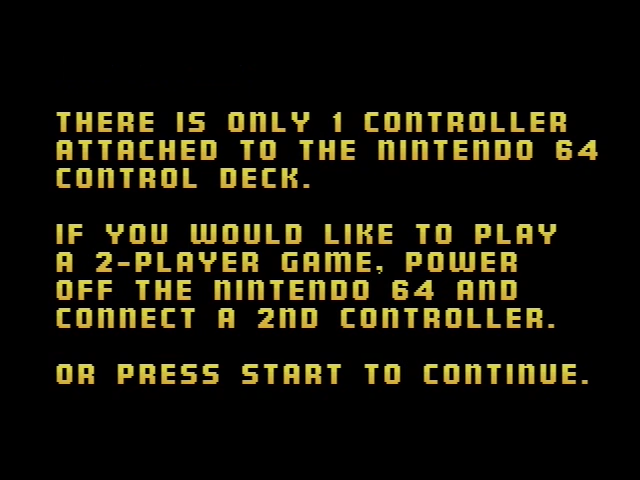 THERE IS ONLY 1 CONTROLLER
ATTACHED TO THE NINTENDO 64
CONTROL DECK.
IF YOU WOULD LIKE TO PLAY
A 2-PLAYER GAME, POWER
OFF THE NINTENDO 64 AND
CONNECT A 2ND CONTROLLER.
OR PRESS START TO CONTINUE.